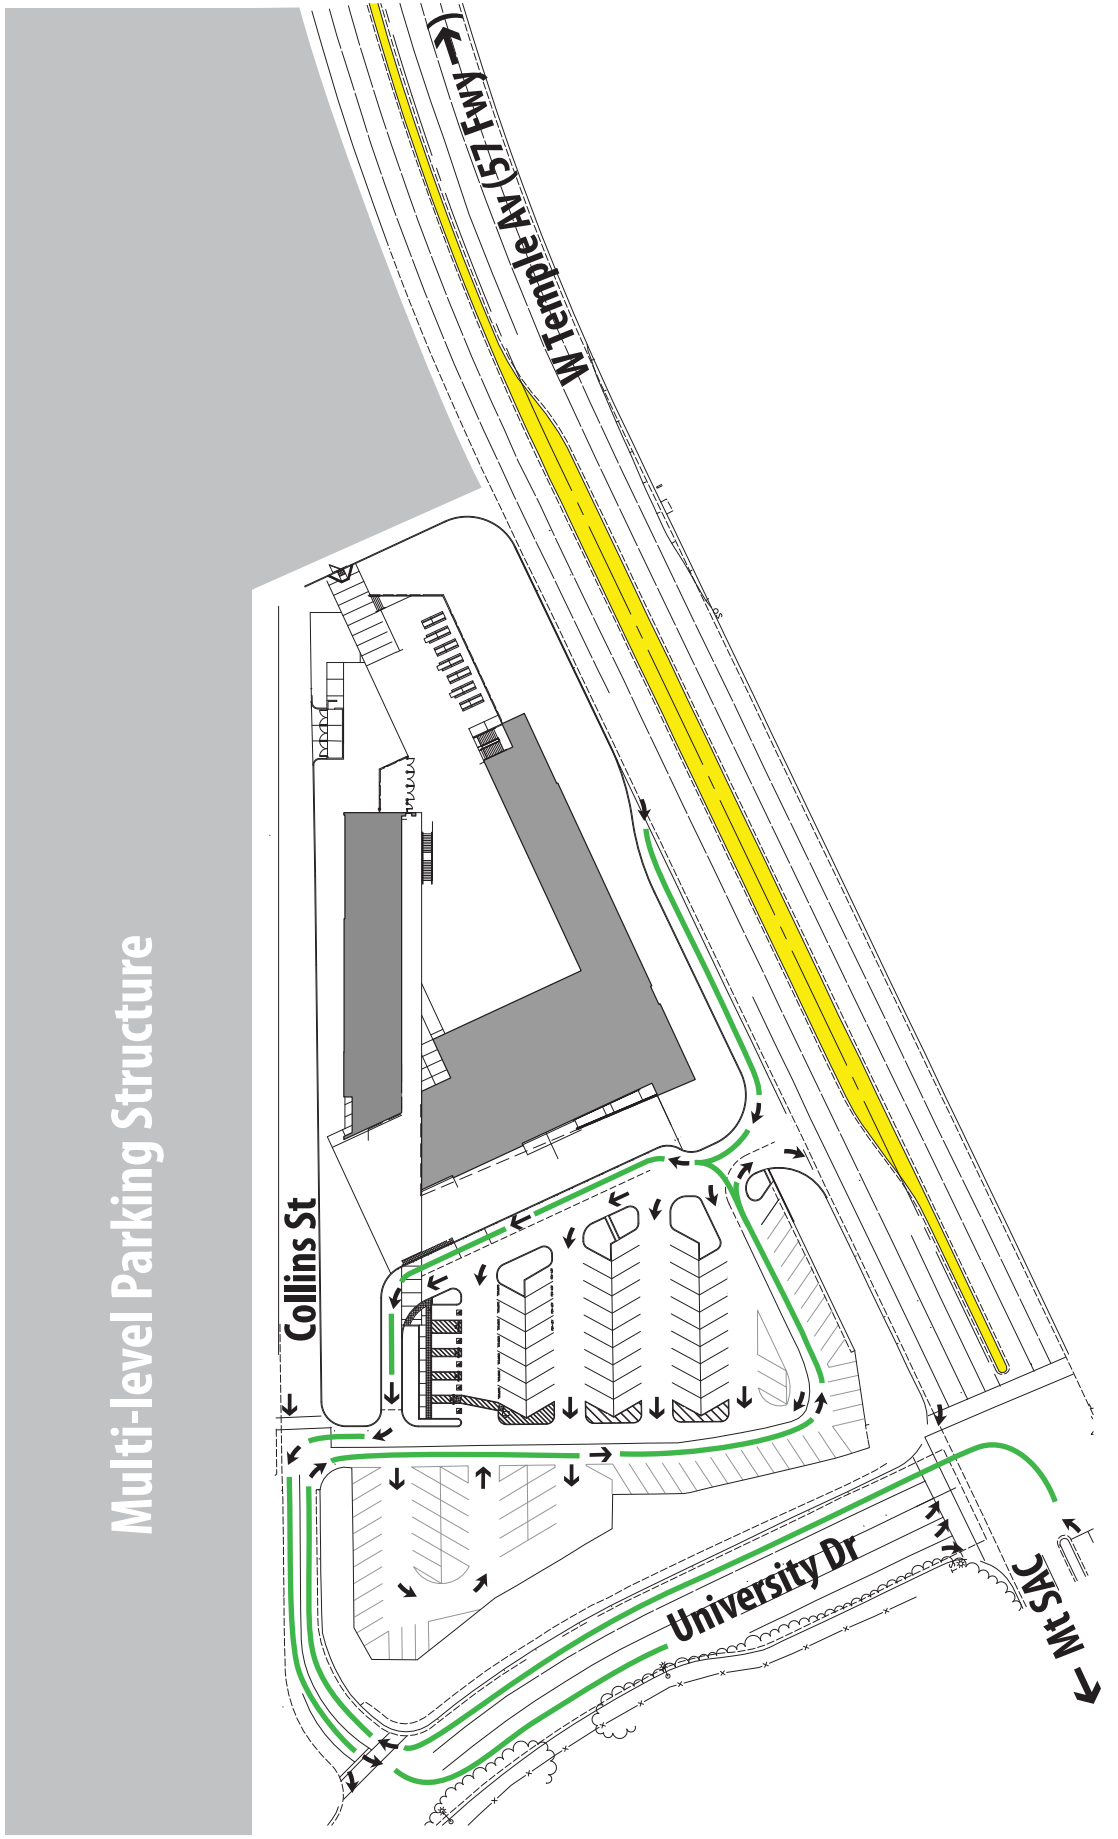 W Temple Av (57 Fwy →)
Multi-level Parking Structure
Collins St
University Dr
← Mt SAC